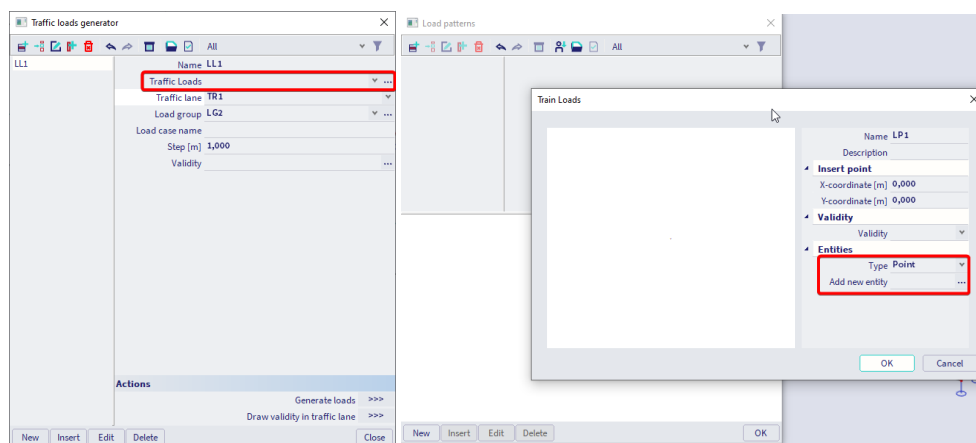 Traffic loads generator
All
LL1
Name LL1
Traffic Loads ...
Traffic lane TR1
Load group LG2 ...
Load case name
Step [m] 1,000
Validity ...
Actions
Generate loads >>>
Draw validity in traffic lane >>>
New Insert Edit Delete Close
Load patterns
All
New Insert Edit Delete OK
Train Loads
Name LP1
Description
Insert point
X-coordinate [m] 0,000
Y-coordinate [m] 0,000
Validity
Validity
Entities
Type Point
Add new entity ...
OK Cancel